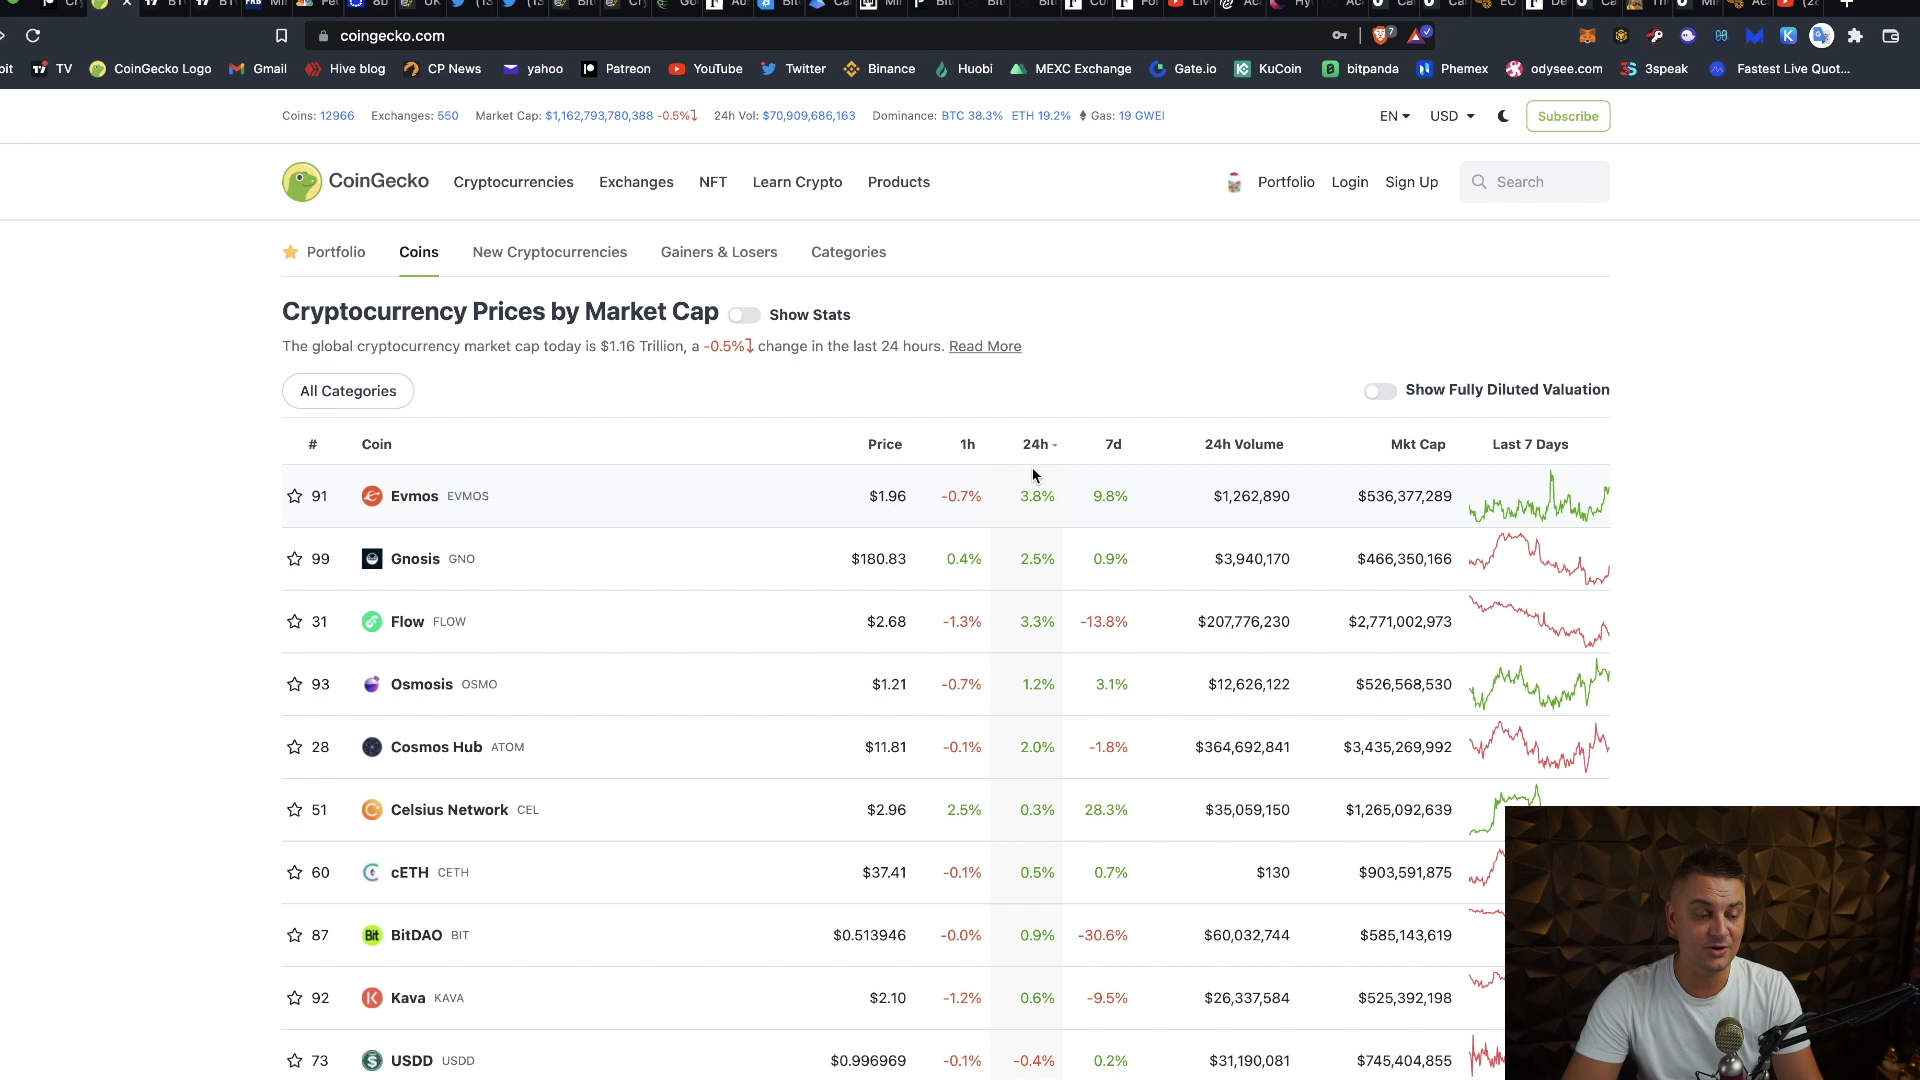 coingecko.com
7
TV CoinGecko Logo Gmail Hive blog CP News yahoo Patreon YouTube Twitter Binance Huobi MEXC Exchange Gate.io KuCoin bitpanda Phemex odysee.com 3speak Fastest Live Quot...
Coins: 12966 Exchanges: 550 Market Cap: $1,162,793,780,388 -0.5% 24h Vol: $70,909,686,163 Dominance: BTC 38.3% ETH 19.2% Gas: 19 GWEI EN USD Subscribe
CoinGecko Cryptocurrencies Exchanges NFT Learn Crypto Products Portfolio Login Sign Up Search
Portfolio Coins New Cryptocurrencies Gainers & Losers Categories
Cryptocurrency Prices by Market Cap Show Stats
The global cryptocurrency market cap today is $1.16 Trillion, a -0.5% change in the last 24 hours. Read More
All Categories Show Fully Diluted Valuation
# Coin Price 1h 24h 7d 24h Volume Mkt Cap Last 7 Days
91 Evmos EVMOS $1.96 -0.7% 3.8% 9.8% $1,262,890 $536,377,289
99 Gnosis GNO $180.83 0.4% 2.5% 0.9% $3,940,170 $466,350,166
31 Flow FLOW $2.68 -1.3% 3.3% -13.8% $207,776,230 $2,771,002,973
93 Osmosis OSMO $1.21 -0.7% 1.2% 3.1% $12,626,122 $526,568,530
28 Cosmos Hub ATOM $11.81 -0.1% 2.0% -1.8% $364,692,841 $3,435,269,992
51 Celsius Network CEL $2.96 2.5% 0.3% 28.3% $35,059,150 $1,265,092,639
60 cETH CETH $37.41 -0.1% 0.5% 0.7% $130 $903,591,875
87 Bit BitDAO BIT $0.513946 -0.0% 0.9% -30.6% $60,032,744 $585,143,619
92 Kava KAVA $2.10 -1.2% 0.6% -9.5% $26,337,584 $525,392,198
73 USDD USDD $0.996969 -0.1% -0.4% 0.2% $31,190,081 $745,404,855